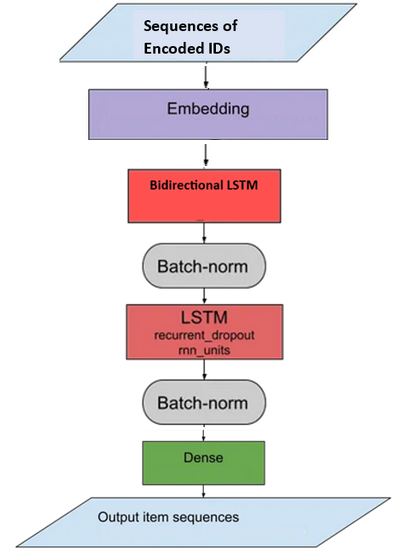 Sequences of
Encoded IDs
Embedding
Bidirectional LSTM
Batch-norm
LSTM
recurrent_dropout
rnn_units
Batch-norm
Dense
Output item sequences